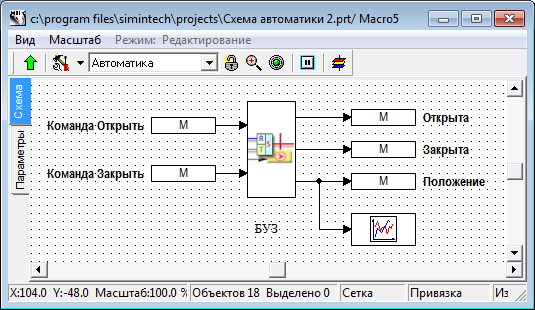 c:\program files\simintech\projects\Схема автоматики 2.prt/ Macro5
Вид Масштаб Режим: Редактирование
Автоматика
Схема
Параметры
Команда Открыть M
M Открыта
M Закрыта
Команда Закрыть M
M Положение
R S
T
БУЗ
X:104.0 Y:-48.0 Масштаб:100.0 % Объектов 18 Выделено 0 Сетка Привязка Из